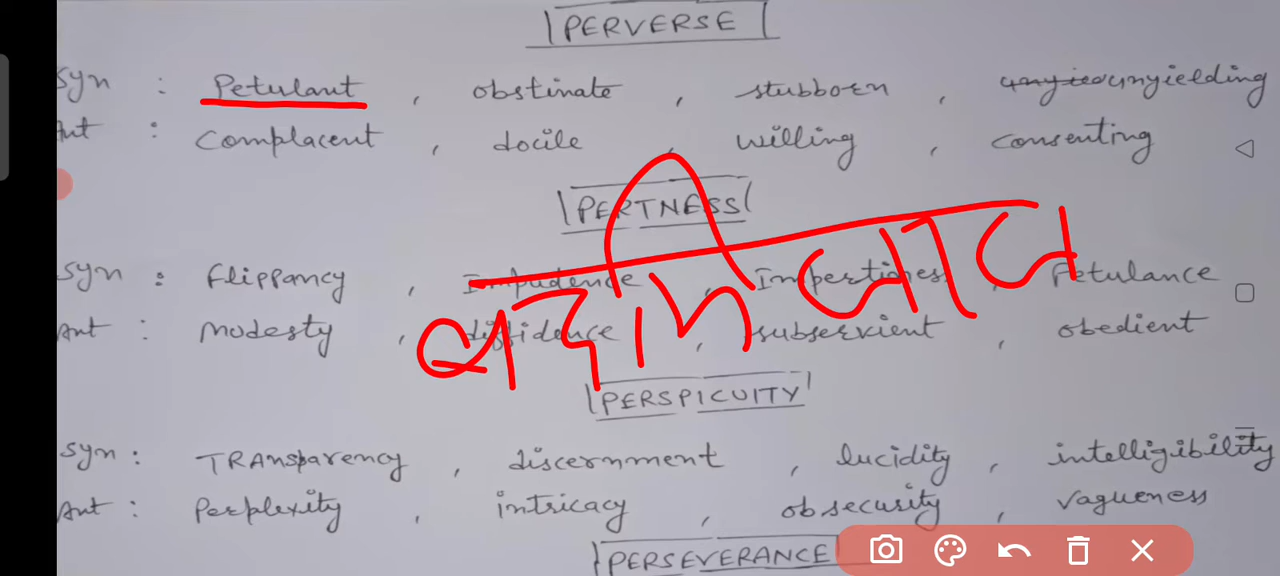 PERVERSE
Syn : Petulant , obstinate , stubborn , unyielding
Ant : Complacent , docile , willing , consenting
PERTNESS
Syn : Flippancy , Impudence , Impertiness , Petulance
Ant : Modesty , diffidence , subservient , obedient
PERSPICUITY
Syn : TRANsparency , discernment , lucidity , intelligibility
Ant : Perplexity , intricacy , obsecurity , vagueness
PERSEVERANCE